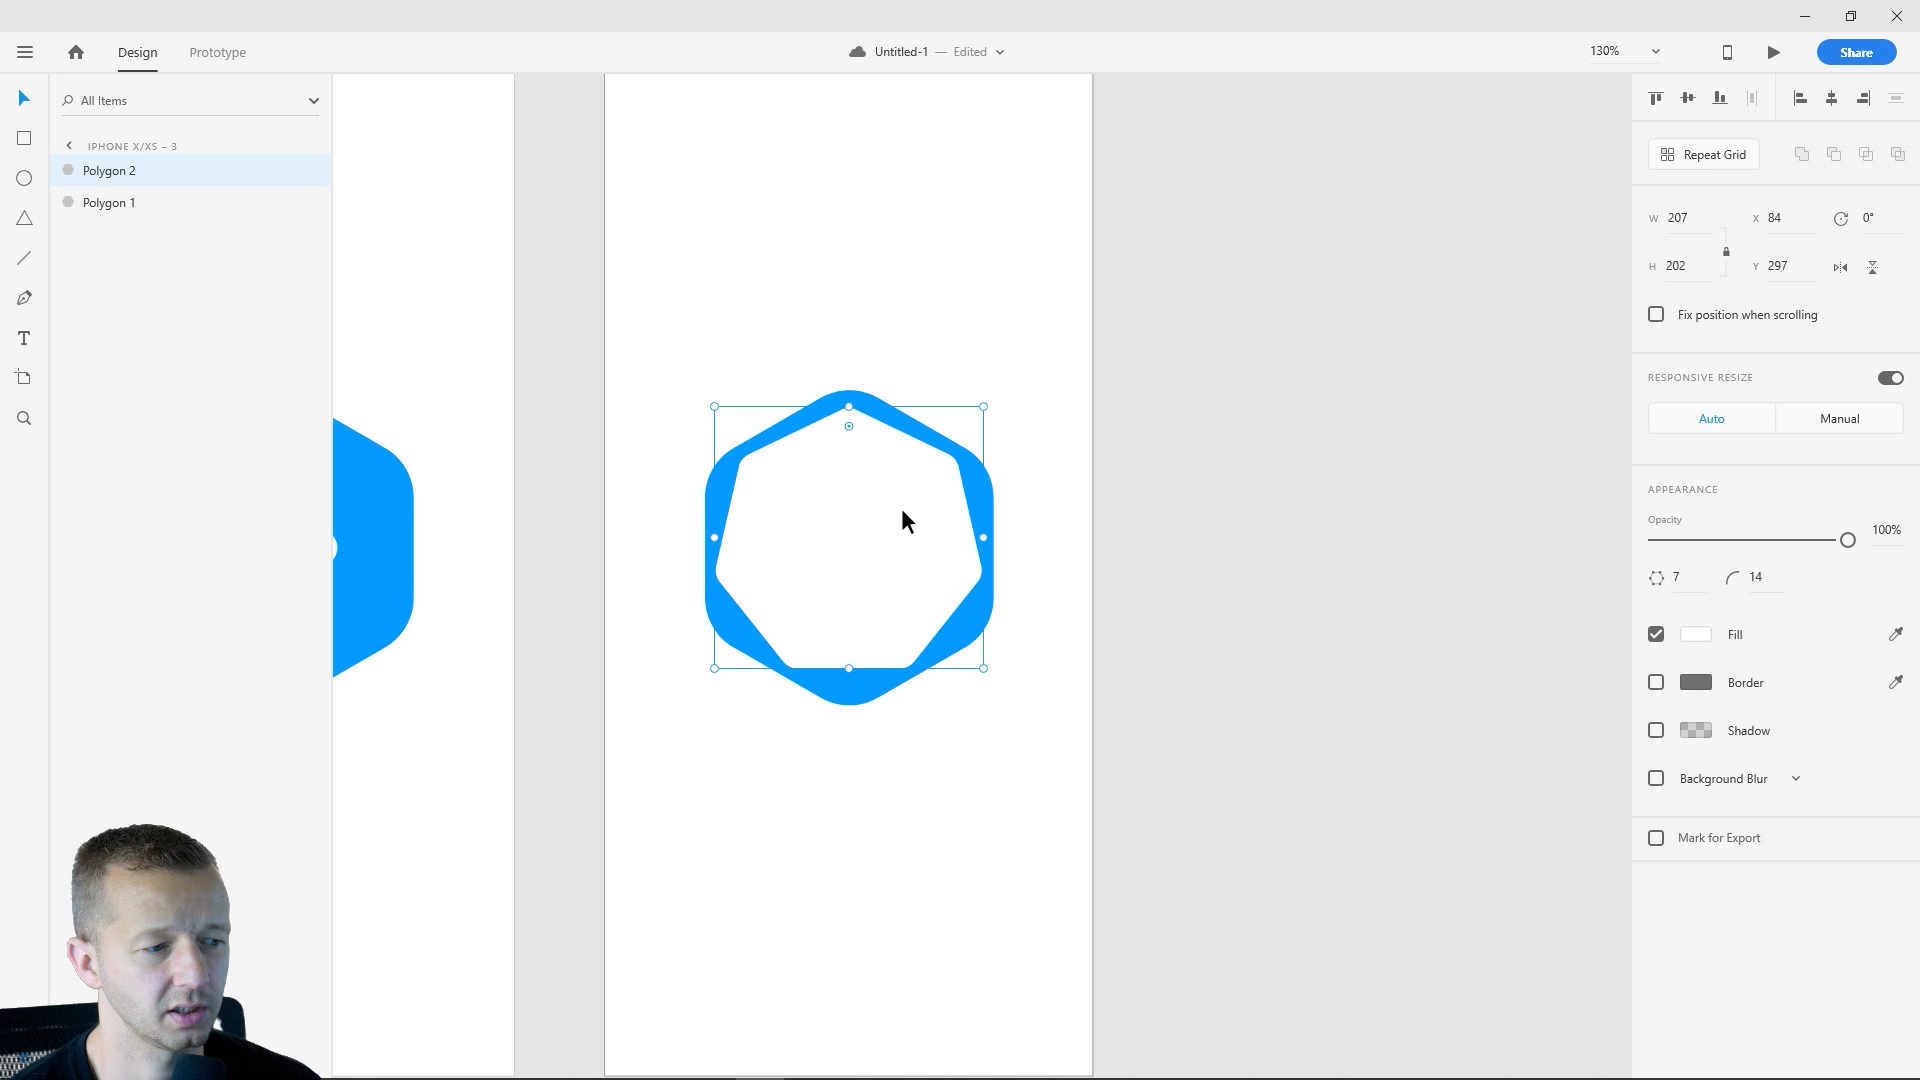 Design Prototype Untitled-1 — Edited 130% Share
All Items
IPHONE X/XS – 3
Polygon 2
Polygon 1
Repeat Grid
W 207 X 84 0°
H 202 Y 297
Fix position when scrolling
RESPONSIVE RESIZE
Auto Manual
APPEARANCE
Opacity
100%
7 14
Fill
Border
Shadow
Background Blur
Mark for Export